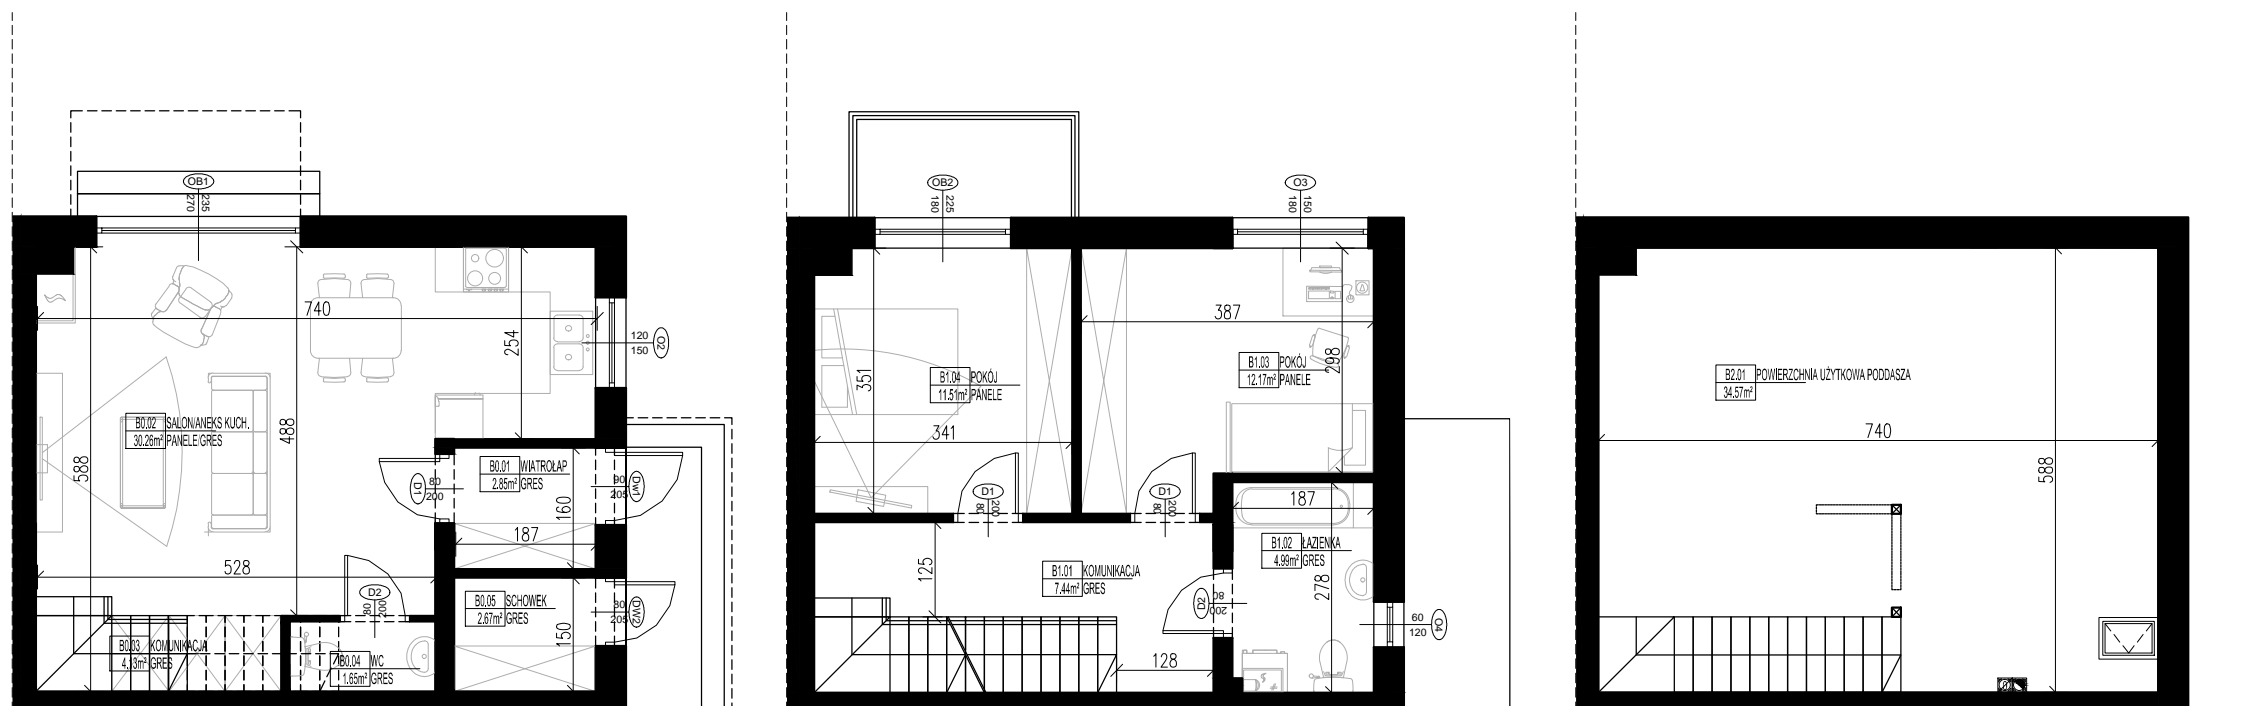 OB1
235
270
740
254
120
150
O2
B0.02 SALON/ANEKS KUCH.
30.26m² PANELE/GRES
488
588
B0.01 WIATROŁAP
2.85m² GRES
80
200
D1
90
205
DW1
160
187
528
D2
80
200
B0.05 SCHOWEK
2.67m² GRES
80
205
DW2
150
B0.03 KOMUNIKACJA
4.13m² GRES
B0.04 WC
1.65m² GRES
OB2
225
180
O3
150
180
387
298
B1.03 POKÓJ
12.17m² PANELE
351
B1.04 POKÓJ
11.51m² PANELE
341
D1
200
80
D1
200
80
187
B1.02 ŁAZIENKA
4.99m² GRES
278
125
B1.01 KOMUNIKACJA
7.44m² GRES
D2
80
200
60
120
O4
128
B2.01 POWIERZCHNIA UŻYTKOWA PODDASZA
34.57m²
740
588